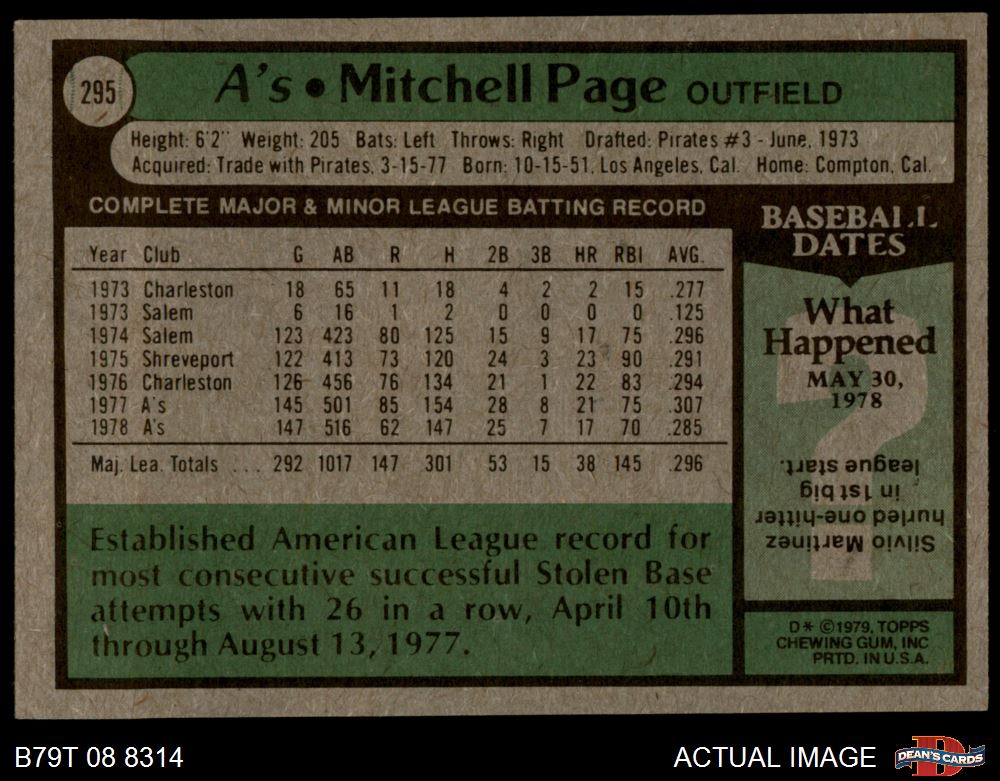 295
A's • Mitchell Page OUTFIELD
Height: 6'2" Weight: 205 Bats: Left Throws: Right Drafted: Pirates #3 - June, 1973
Acquired: Trade with Pirates, 3-15-77 Born: 10-15-51, Los Angeles, Cal. Home: Compton, Cal.
COMPLETE MAJOR & MINOR LEAGUE BATTING RECORD
Year Club G AB R H 2B 3B HR RBI AVG.
1973 Charleston 18 65 11 18 4 2 2 15 .277
1973 Salem 6 16 1 2 0 0 0 0 .125
1974 Salem 123 423 80 125 15 9 17 75 .296
1975 Shreveport 122 413 73 120 24 3 23 90 .291
1976 Charleston 126 456 76 134 21 1 22 83 .294
1977 A's 145 501 85 154 28 8 21 75 .307
1978 A's 147 516 62 147 25 7 17 70 .285
Maj. Lea. Totals ... 292 1017 147 301 53 15 38 145 .296
Established American League record for
most consecutive successful Stolen Base
attempts with 26 in a row, April 10th
through August 13, 1977.
BASEBALL
DATES
What
Happened
MAY 30,
1978
Silvio Martinez
hurled one-hitter
in 1st big
league start.
D* ©1979, TOPPS
CHEWING GUM, INC
PRTD. IN U.S.A.
B79T 08 8314
ACTUAL IMAGE
D
DEAN'S CARDS